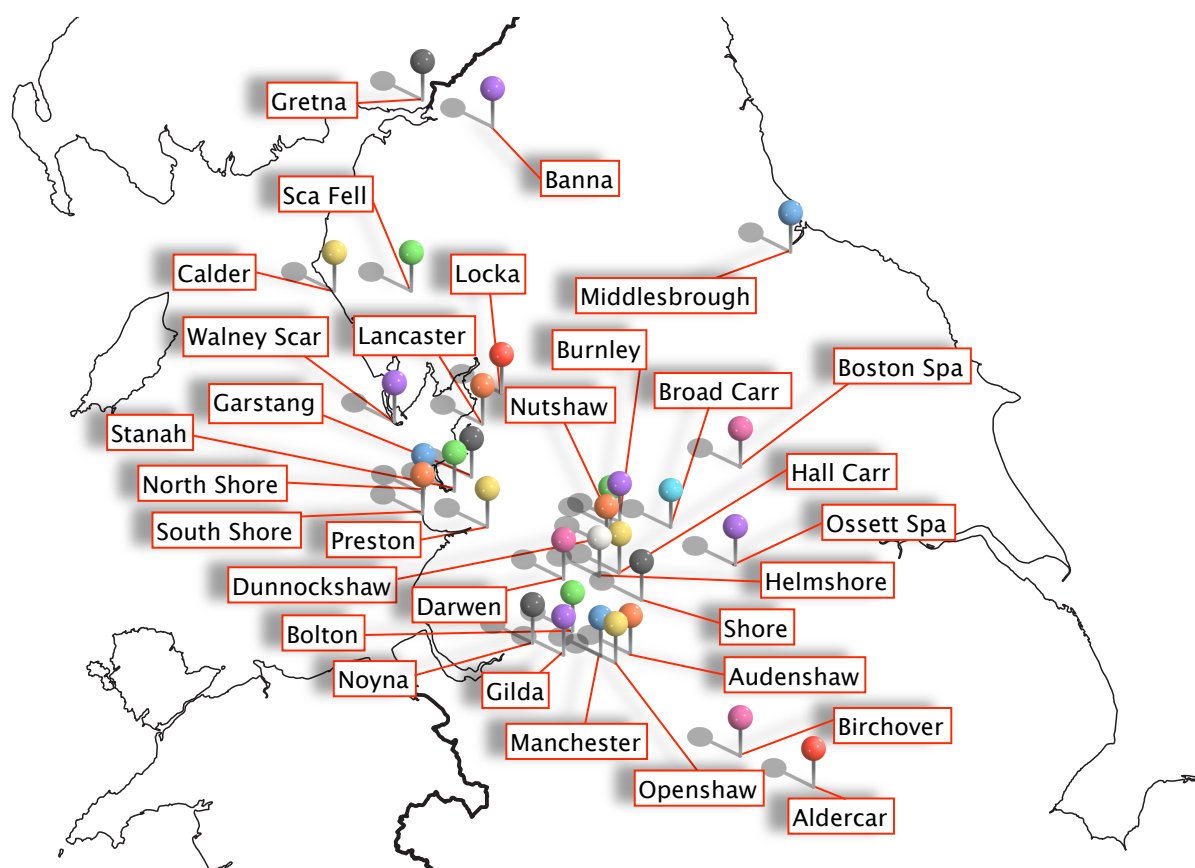 Gretna
Banna
Sca Fell
Calder
Locka
Middlesbrough
Walney Scar
Lancaster
Burnley
Boston Spa
Garstang
Nutshaw
Broad Carr
Stanah
Hall Carr
North Shore
South Shore
Preston
Ossett Spa
Dunnockshaw
Helmshore
Darwen
Bolton
Shore
Noyna
Gilda
Audenshaw
Manchester
Birchover
Openshaw
Aldercar